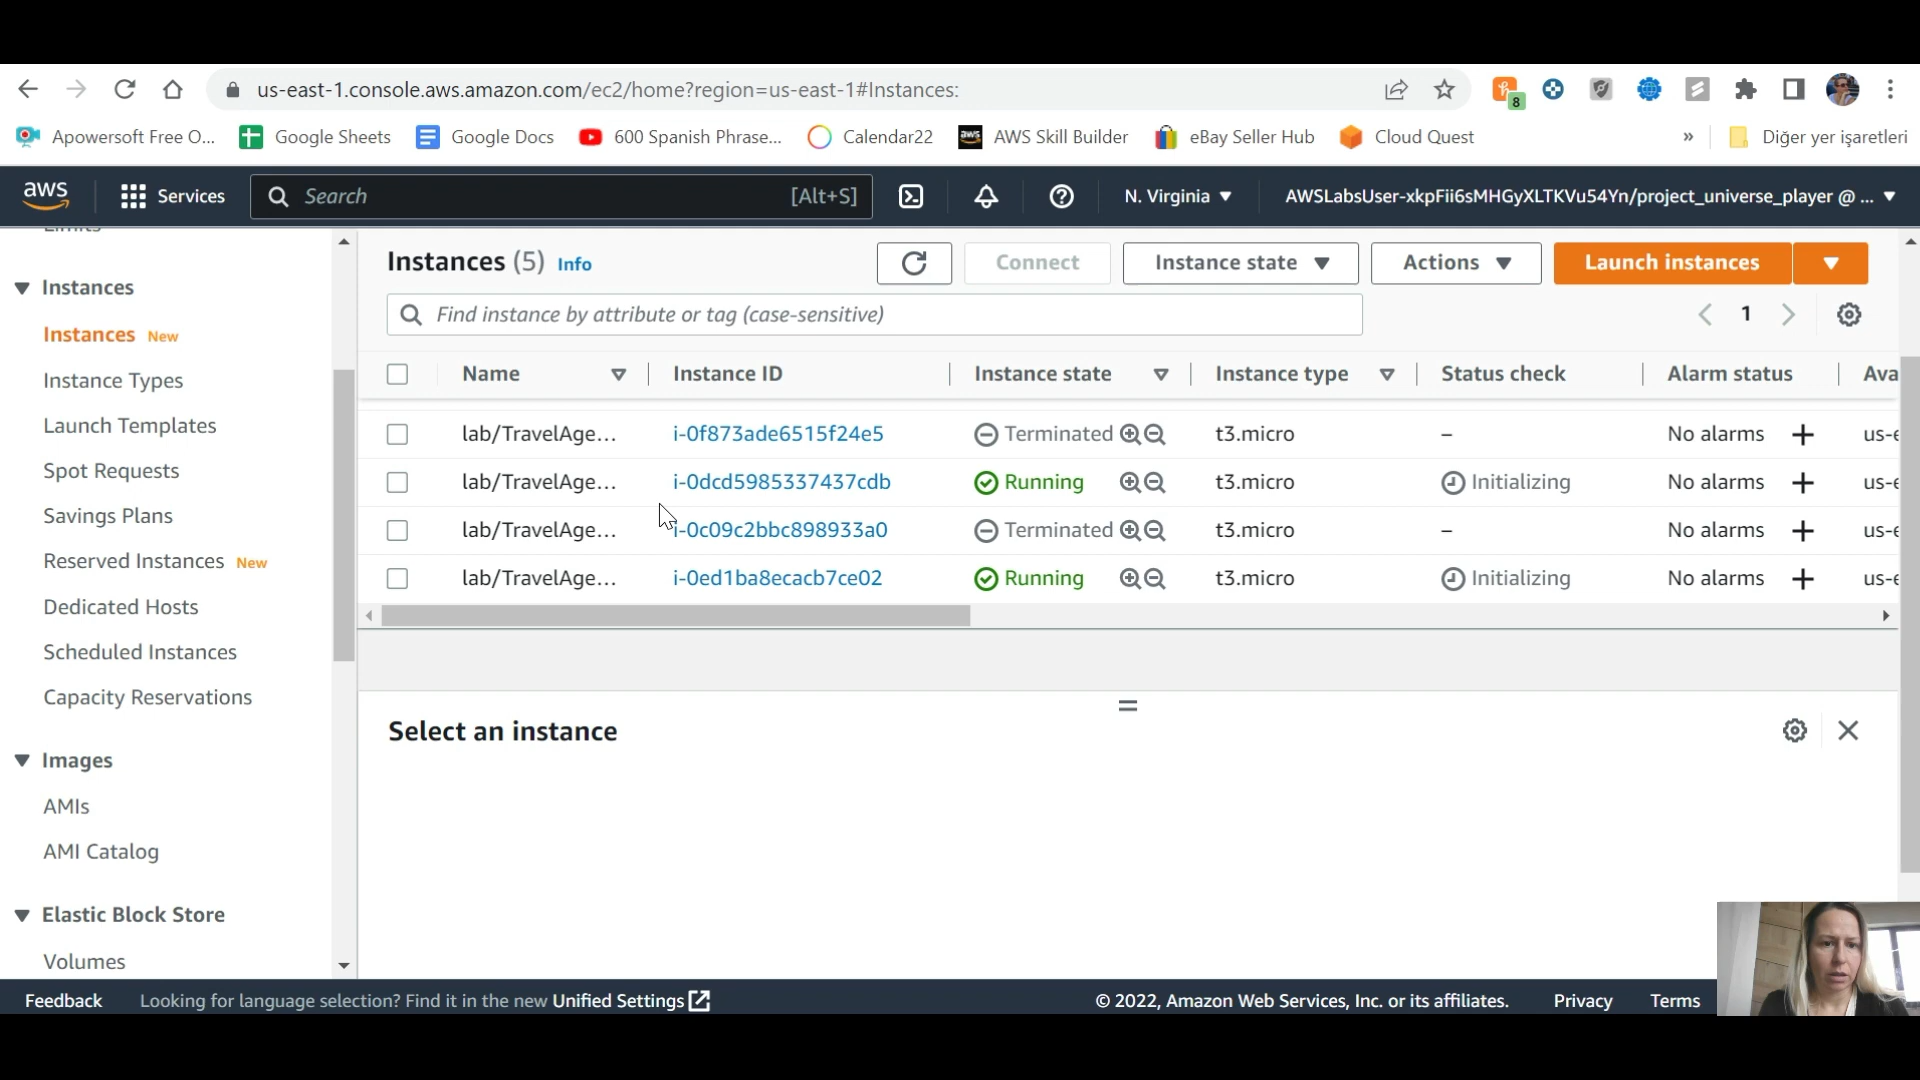 us-east-1.console.aws.amazon.com/ec2/home?region=us-east-1#Instances:
8
Apowersoft Free O...
Google Sheets
Google Docs
600 Spanish Phrase...
Calendar22
aws
AWS Skill Builder
eBay Seller Hub
Cloud Quest
»
Diğer yer işaretleri
aws
Services
Search
[Alt+S]
N. Virginia
AWSLabsUser-xkpFii6sMHGyXLTKVu54Yn/project_universe_player @ ...
Limits
Instances
Instances New
Instance Types
Launch Templates
Spot Requests
Savings Plans
Reserved Instances New
Dedicated Hosts
Scheduled Instances
Capacity Reservations
Images
AMIs
AMI Catalog
Elastic Block Store
Volumes
Instances (5) Info
Connect
Instance state
Actions
Launch instances
Find instance by attribute or tag (case-sensitive)
1
Name Instance ID Instance state Instance type Status check Alarm status Ava
lab/TravelAge... i-0f873ade6515f24e5 Terminated t3.micro – No alarms + us-e
lab/TravelAge... i-0dcd5985337437cdb Running t3.micro Initializing No alarms + us-e
lab/TravelAge... i-0c09c2bbc898933a0 Terminated t3.micro – No alarms + us-e
lab/TravelAge... i-0ed1ba8ecacb7ce02 Running t3.micro Initializing No alarms + us-e
Select an instance
Feedback
Looking for language selection? Find it in the new Unified Settings
© 2022, Amazon Web Services, Inc. or its affiliates.
Privacy
Terms